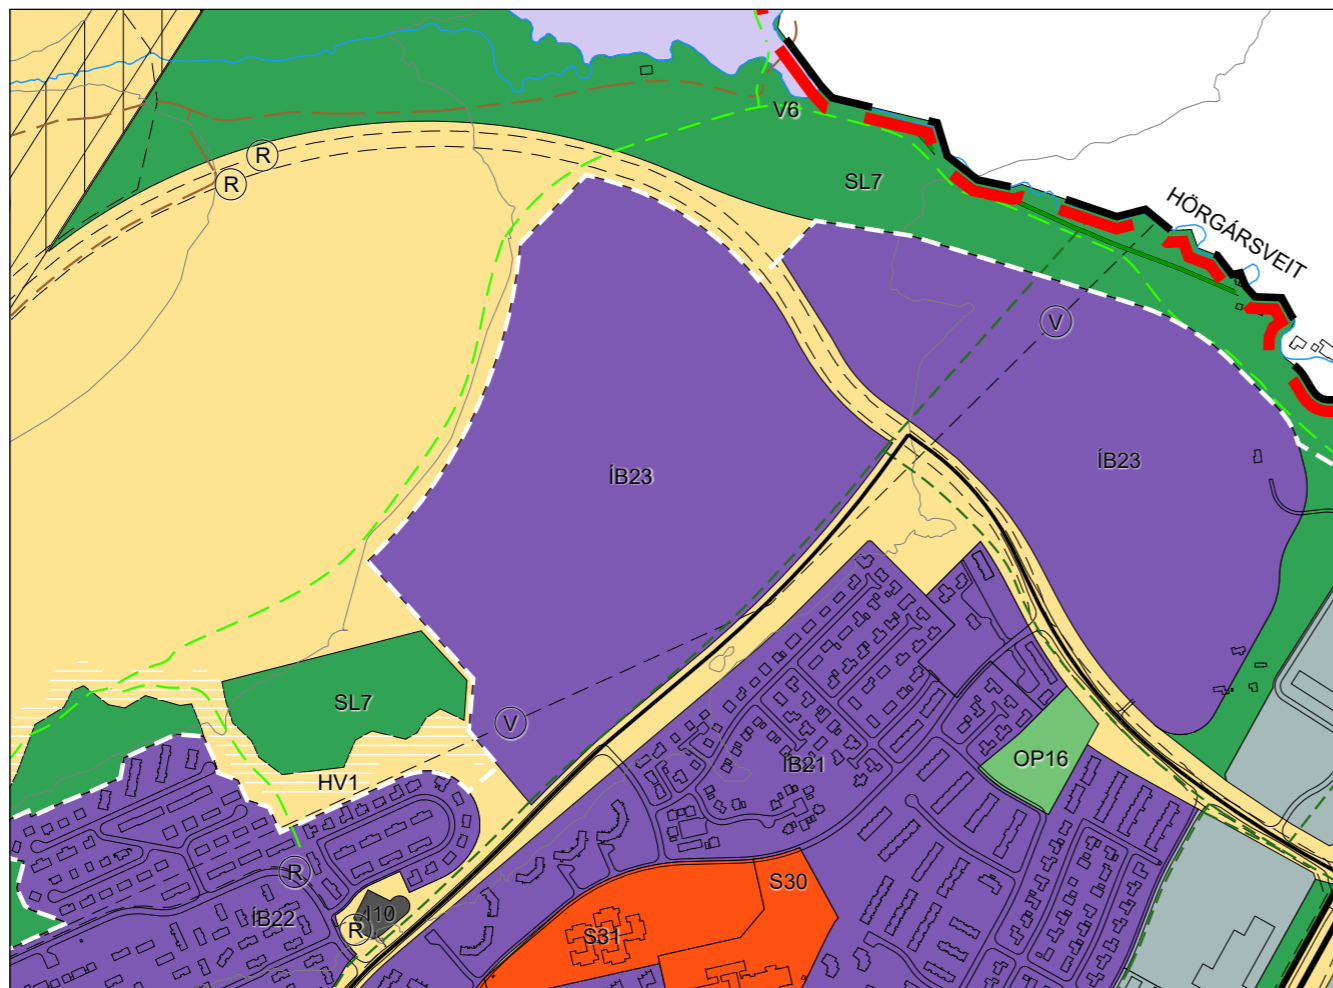 V6
R
R
SL7
HÖRGÁRSVEIT
V
ÍB23
ÍB23
SL7
V
ÍB21
OP16
HV1
R
S30
I10
ÍB22
R
S31